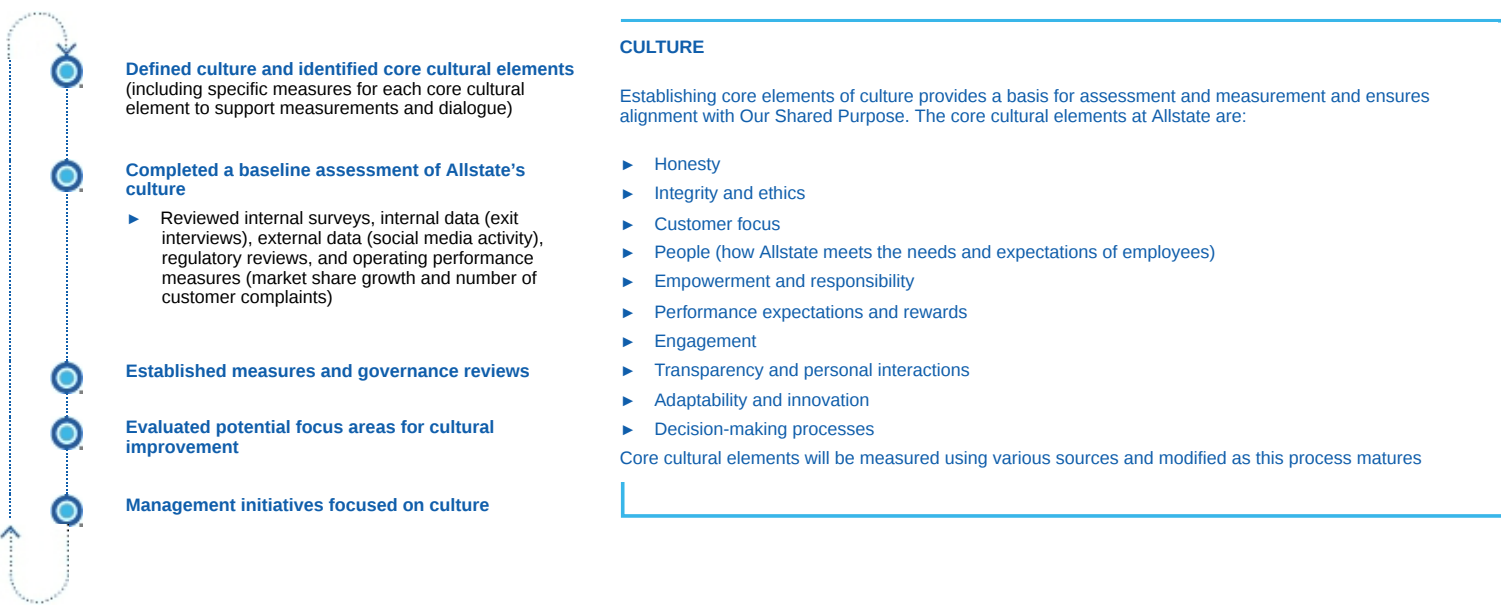 Defined culture and identified core cultural elements
(including specific measures for each core cultural
element to support measurements and dialogue)
Completed a baseline assessment of Allstate’s
culture
► Reviewed internal surveys, internal data (exit
interviews), external data (social media activity),
regulatory reviews, and operating performance
measures (market share growth and number of
customer complaints)
Established measures and governance reviews
Evaluated potential focus areas for cultural
improvement
Management initiatives focused on culture
CULTURE
Establishing core elements of culture provides a basis for assessment and measurement and ensures
alignment with Our Shared Purpose. The core cultural elements at Allstate are:
► Honesty
► Integrity and ethics
► Customer focus
► People (how Allstate meets the needs and expectations of employees)
► Empowerment and responsibility
► Performance expectations and rewards
► Engagement
► Transparency and personal interactions
► Adaptability and innovation
► Decision-making processes
Core cultural elements will be measured using various sources and modified as this process matures